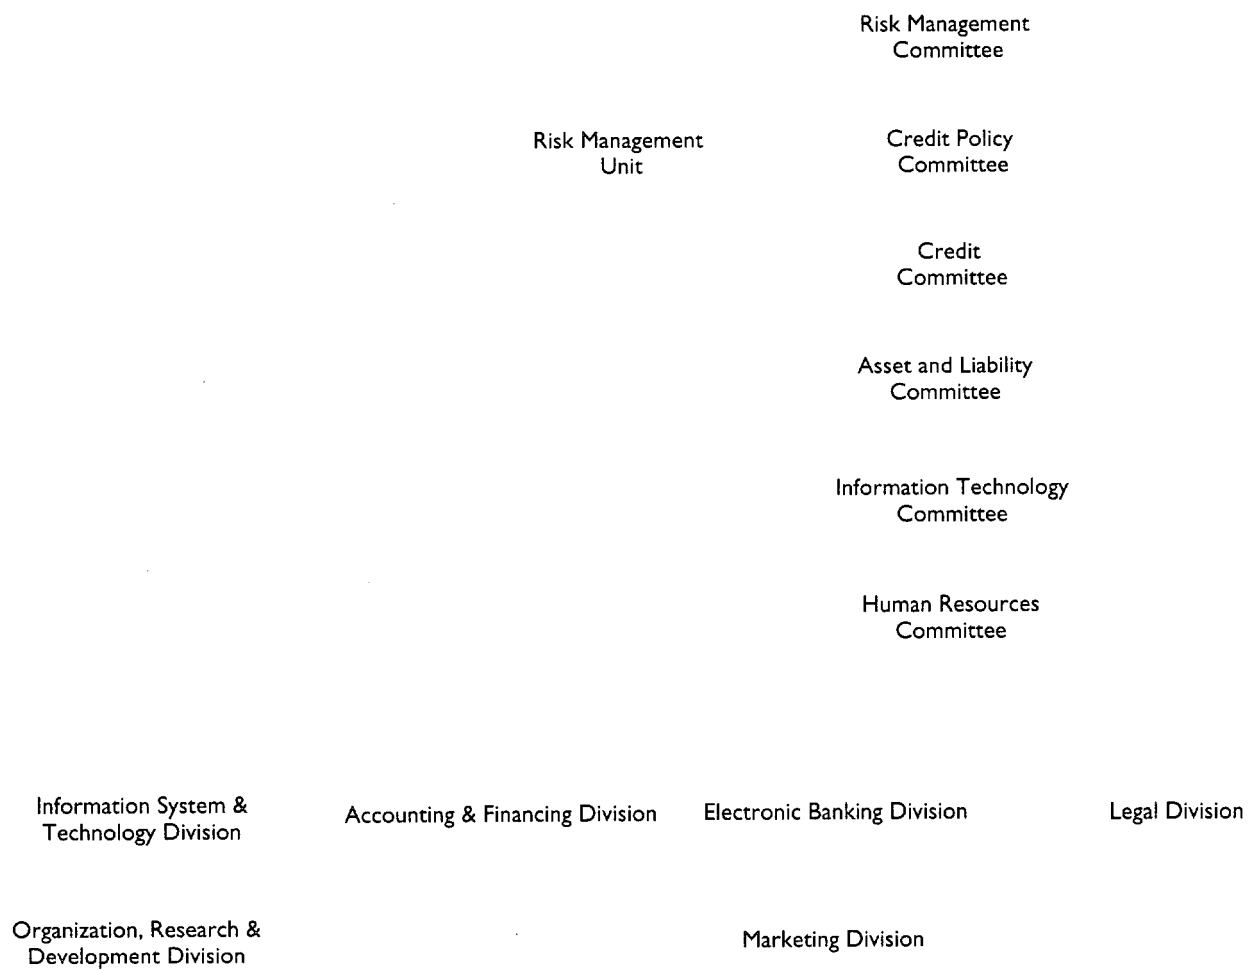 Risk Management
Committee
Risk Management
Unit
Credit Policy
Committee
Credit
Committee
Asset and Liability
Committee
Information Technology
Committee
Human Resources
Committee
Information System &
Technology Division
Accounting & Financing Division
Electronic Banking Division
Legal Division
Organization, Research &
Development Division
Marketing Division